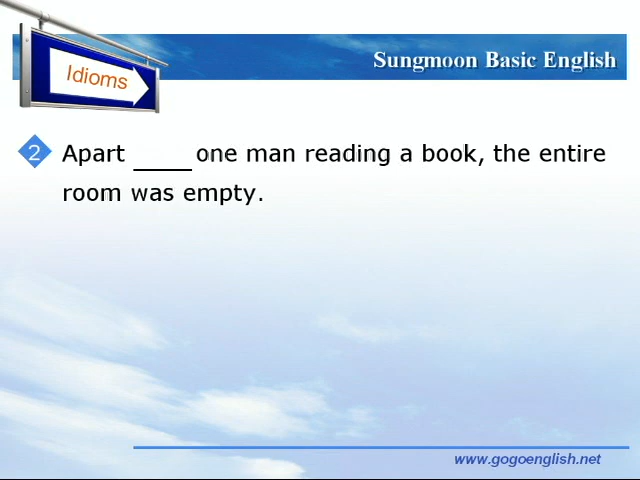 Idioms
Sungmoon Basic English
2 Apart ____ one man reading a book, the entire
room was empty.
www.gogoenglish.net